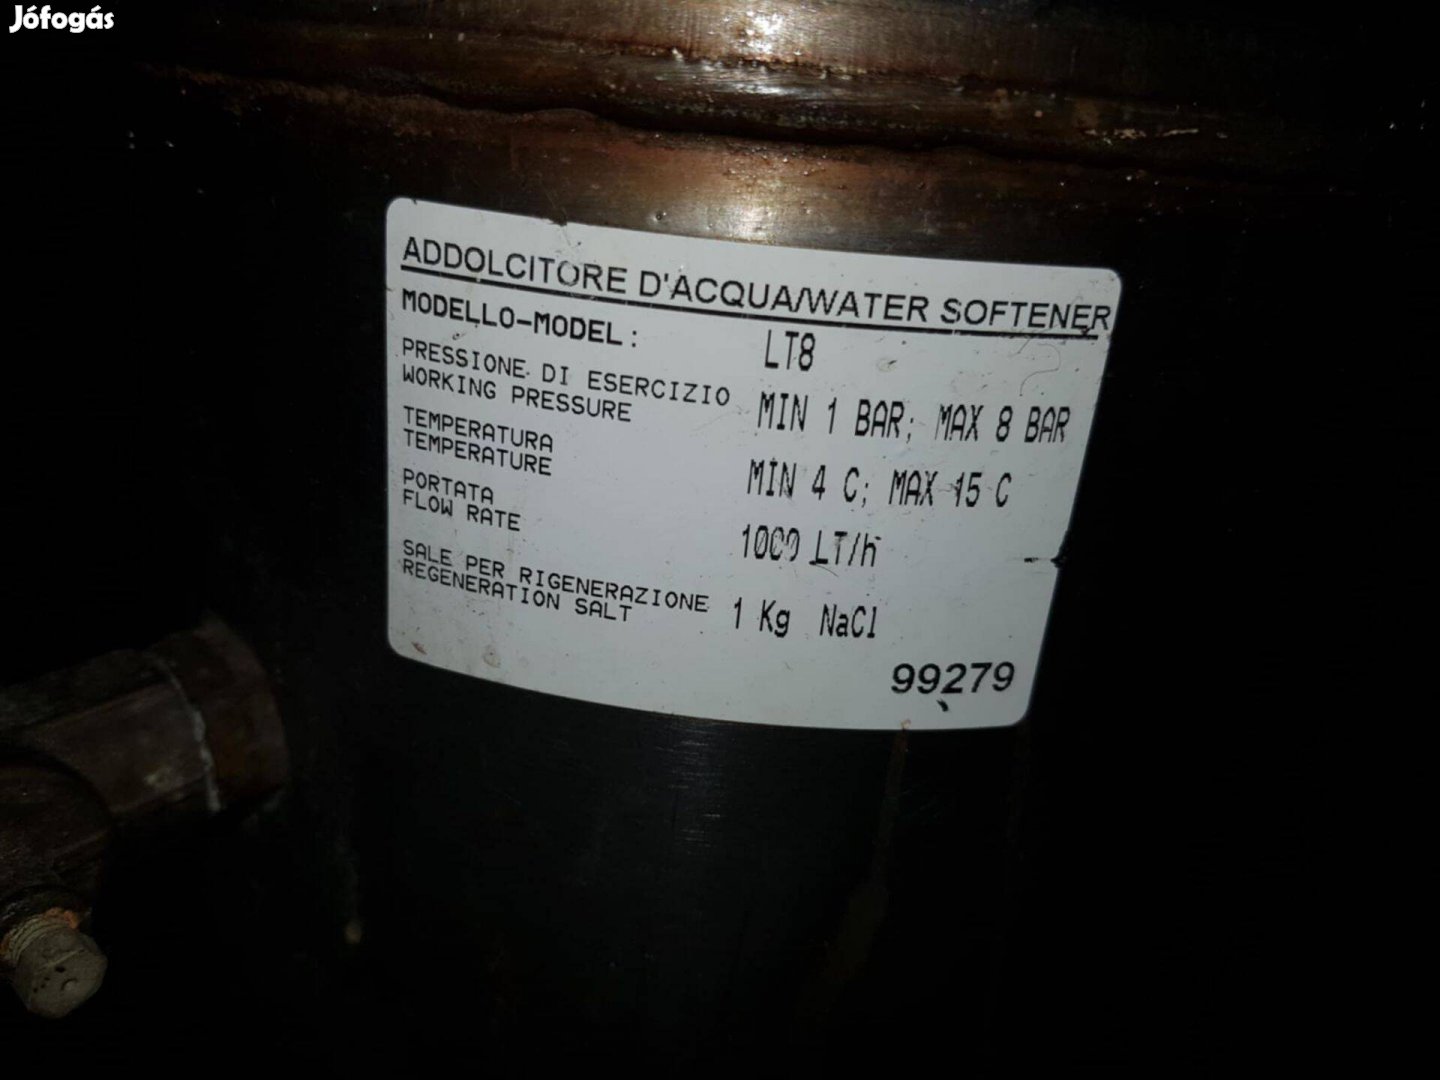 Jófogás
ADDOLCITORE D'ACQUA/WATER SOFTENER
MODELLO-MODEL: LT8
PRESSIONE DI ESERCIZIO
WORKING PRESSURE MIN 1 BAR; MAX 8 BAR
TEMPERATURA
TEMPERATURE MIN 4 C; MAX 15 C
PORTATA
FLOW RATE 1000 LT/h
SALE PER RIGENERAZIONE
REGENERATION SALT 1 Kg NaCl
99279